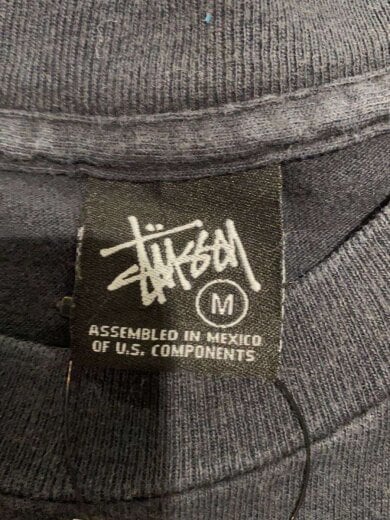 Stüssy
M
ASSEMBLED IN MEXICO
OF U.S. COMPONENTS